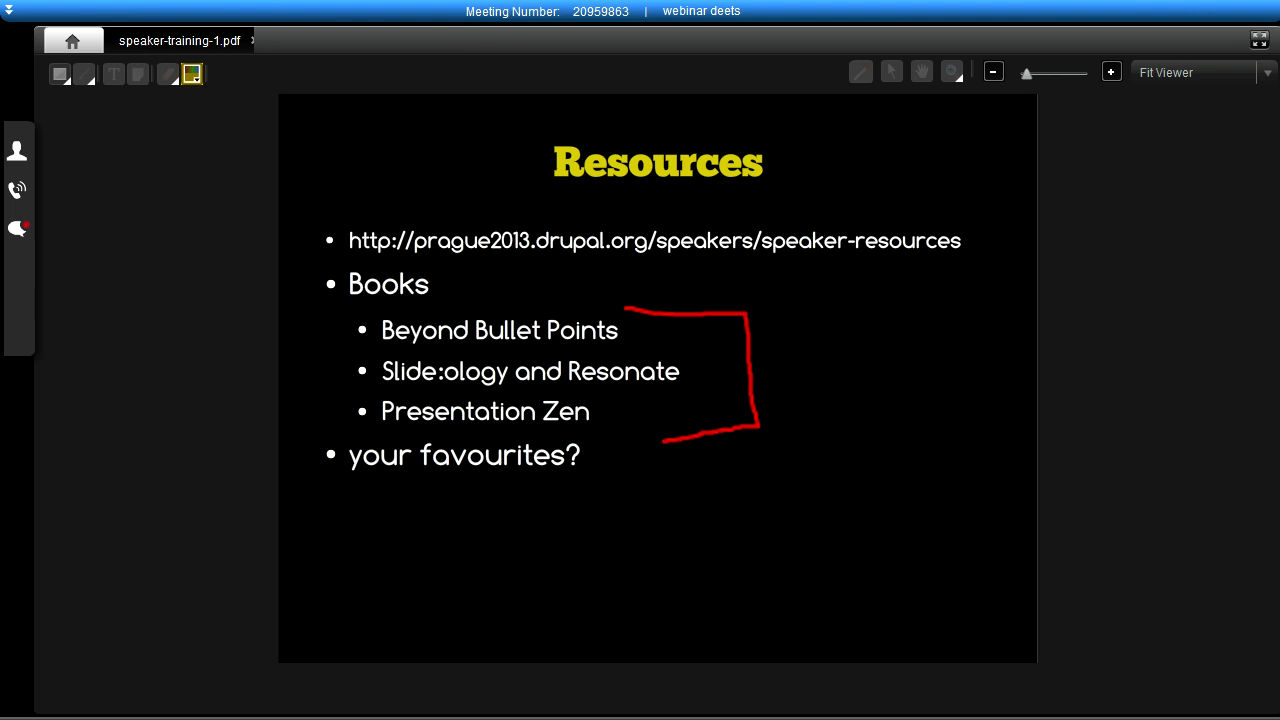 Meeting Number: 20959863 | webinar deets
speaker-training-1.pdf
T
Fit Viewer
Resources
• http://prague2013.drupal.org/speakers/speaker-resources
• Books
• Beyond Bullet Points
• Slide:ology and Resonate
• Presentation Zen
• your favourites?